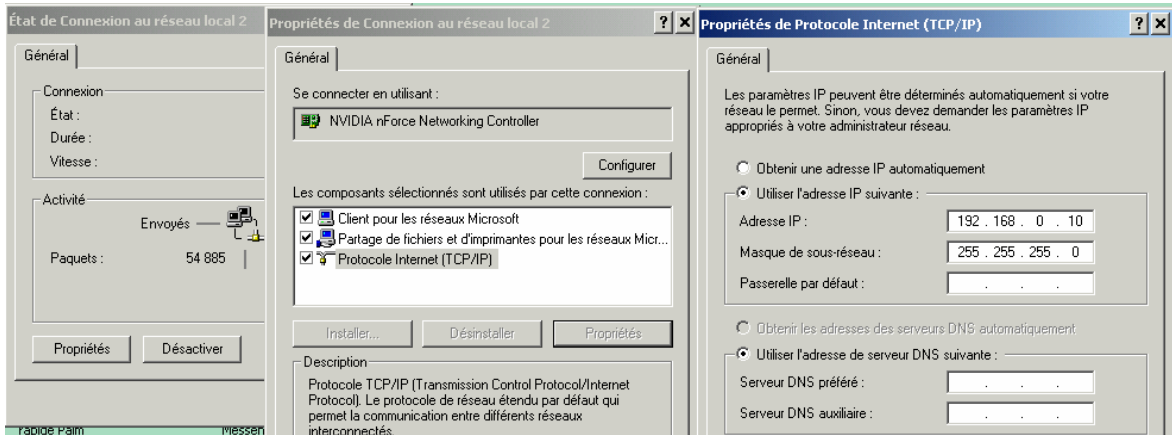 État de Connexion au réseau local 2
Général
Connexion
État :
Durée :
Vitesse :
Activité
Envoyés
Paquets : 54 885
Propriétés
Désactiver
rapide Palm
Messen
Propriétés de Connexion au réseau local 2
Général
Se connecter en utilisant :
NVIDIA nForce Networking Controller
Configurer
Les composants sélectionnés sont utilisés par cette connexion :
Client pour les réseaux Microsoft
Partage de fichiers et d'imprimantes pour les réseaux Micr...
Protocole Internet (TCP/IP)
Installer...
Désinstaller
Propriétés
Description
Protocole TCP/IP (Transmission Control Protocol/Internet
Protocol). Le protocole de réseau étendu par défaut qui
permet la communication entre différents réseaux
interconnectés.
Propriétés de Protocole Internet (TCP/IP)
Général
Les paramètres IP peuvent être déterminés automatiquement si votre
réseau le permet. Sinon, vous devez demander les paramètres IP
appropriés à votre administrateur réseau.
Obtenir une adresse IP automatiquement
Utiliser l'adresse IP suivante :
Adresse IP : 192 . 168 . 0 . 10
Masque de sous-réseau : 255 . 255 . 255 . 0
Passerelle par défaut : . . .
Obtenir les adresses des serveurs DNS automatiquement
Utiliser l'adresse de serveur DNS suivante :
Serveur DNS préféré : . . .
Serveur DNS auxiliaire : . . .